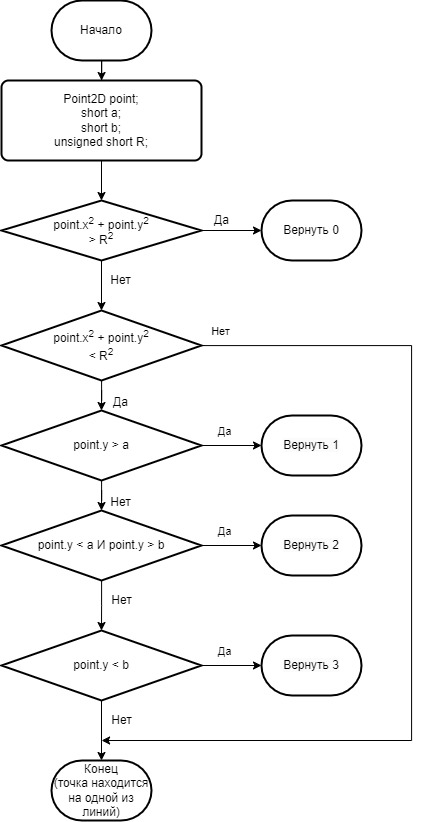 Начало
Point2D point;
short a;
short b;
unsigned short R;
point.x² + point.y²
> R²
Да
Вернуть 0
Нет
point.x² + point.y²
< R²
Нет
Да
point.y > a
Да
Вернуть 1
Нет
point.y < a И point.y > b
Да
Вернуть 2
Нет
point.y < b
Да
Вернуть 3
Нет
Конец
(точка находится
на одной из
линий)